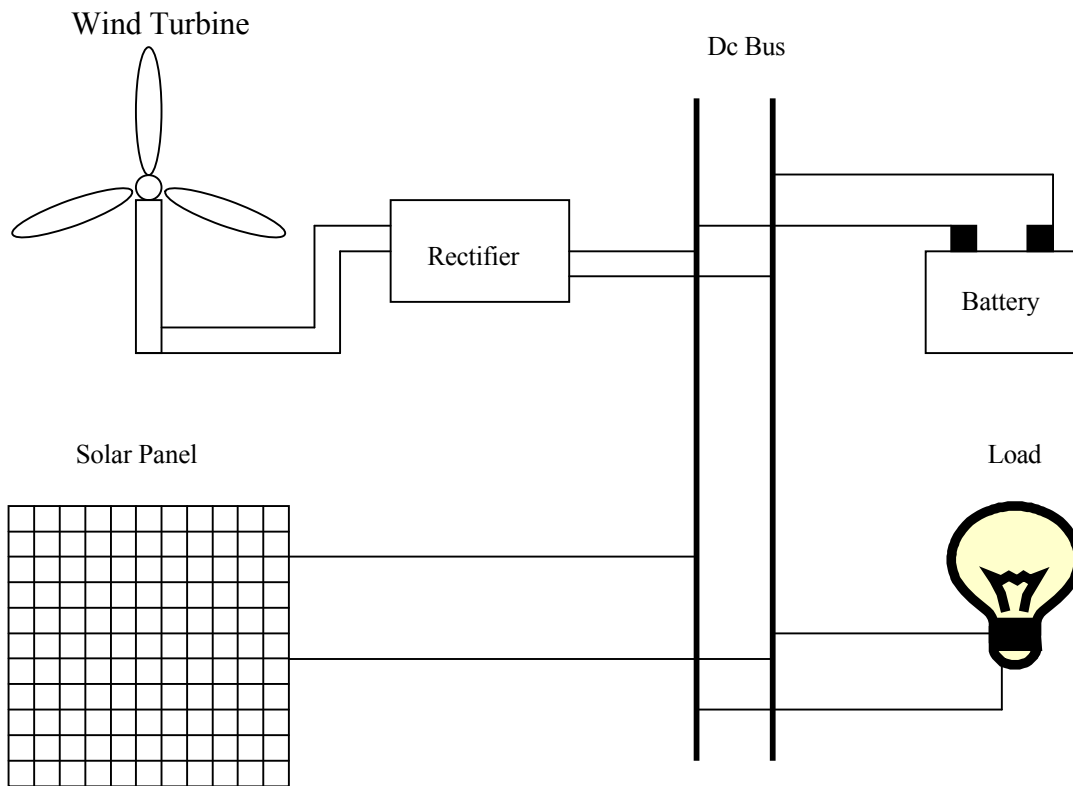 Wind Turbine
Dc Bus
Rectifier
Battery
Solar Panel
Load